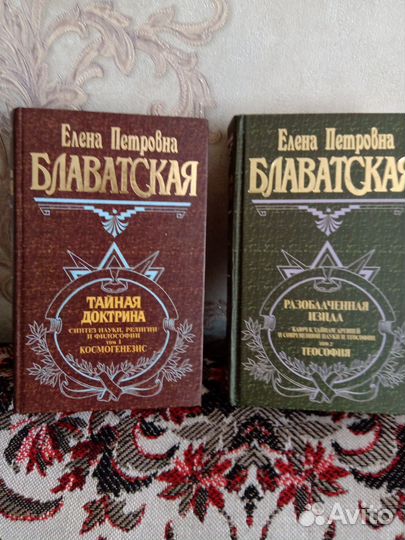 Елена Петровна
БЛАВАТСКАЯ
ТАЙНАЯ
ДОКТРИНА
СИНТЕЗ НАУКИ, РЕЛИГИИ
И ФИЛОСОФИИ
ТОМ 1
КОСМОГЕНЕЗИС
Елена Петровна
БЛАВАТСКАЯ
РАЗОБЛАЧЕННАЯ
ИЗИДА
КЛЮЧ К ТАЙНАМ ДРЕВНЕЙ
И СОВРЕМЕННОЙ НАУКИ И ТЕОСОФИИ
ТОМ 2
ТЕОСОФИЯ
Avito